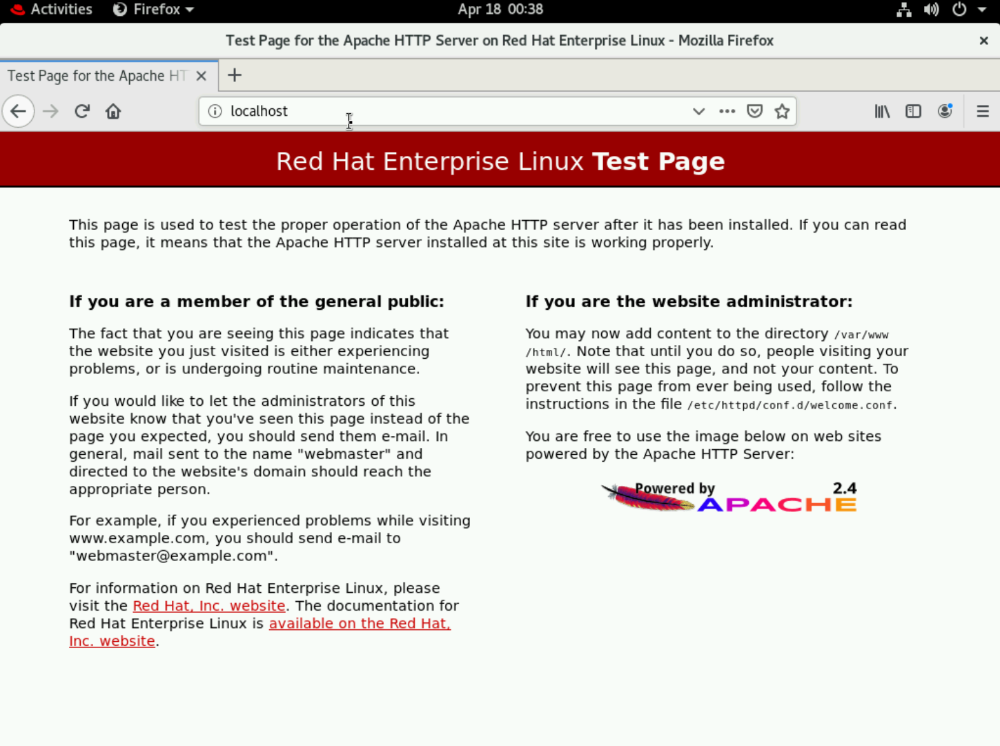 Activities Firefox Apr 18 00:38
Test Page for the Apache HTTP Server on Red Hat Enterprise Linux - Mozilla Firefox
Test Page for the Apache HT
localhost
Red Hat Enterprise Linux Test Page
This page is used to test the proper operation of the Apache HTTP server after it has been installed. If you can read
this page, it means that the Apache HTTP server installed at this site is working properly.
If you are a member of the general public:
The fact that you are seeing this page indicates that
the website you just visited is either experiencing
problems, or is undergoing routine maintenance.
If you would like to let the administrators of this
website know that you've seen this page instead of the
page you expected, you should send them e-mail. In
general, mail sent to the name "webmaster" and
directed to the website's domain should reach the
appropriate person.
For example, if you experienced problems while visiting
www.example.com, you should send e-mail to
"webmaster@example.com".
For information on Red Hat Enterprise Linux, please
visit the Red Hat, Inc. website. The documentation for
Red Hat Enterprise Linux is available on the Red Hat,
Inc. website.
If you are the website administrator:
You may now add content to the directory /var/www
/html/. Note that until you do so, people visiting your
website will see this page, and not your content. To
prevent this page from ever being used, follow the
instructions in the file /etc/httpd/conf.d/welcome.conf.
You are free to use the image below on web sites
powered by the Apache HTTP Server:
Powered by 2.4
APACHE